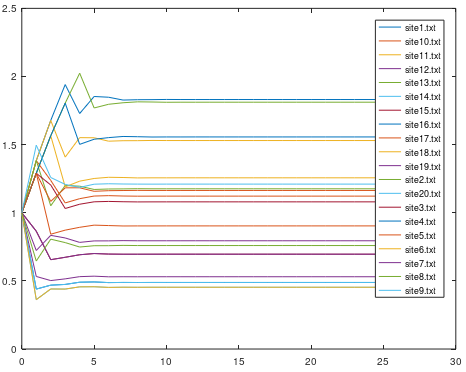 2.5
2
1.5
1
0.5
0
0 5 10 15 20 25 30
site1.txt
site10.txt
site11.txt
site12.txt
site13.txt
site14.txt
site15.txt
site16.txt
site17.txt
site18.txt
site19.txt
site2.txt
site20.txt
site3.txt
site4.txt
site5.txt
site6.txt
site7.txt
site8.txt
site9.txt